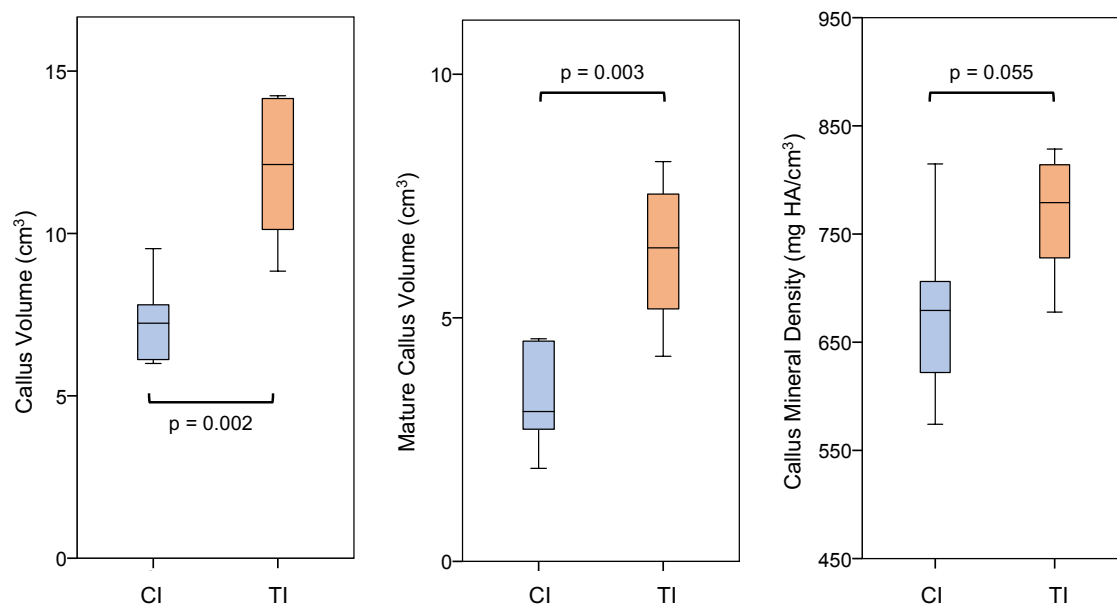 Callus Volume (cm³)
15
10
5
0
p = 0.002
CI TI
Mature Callus Volume (cm³)
10
5
0
p = 0.003
CI TI
Callus Mineral Density (mg HA/cm³)
950
850
750
650
550
450
p = 0.055
CI TI